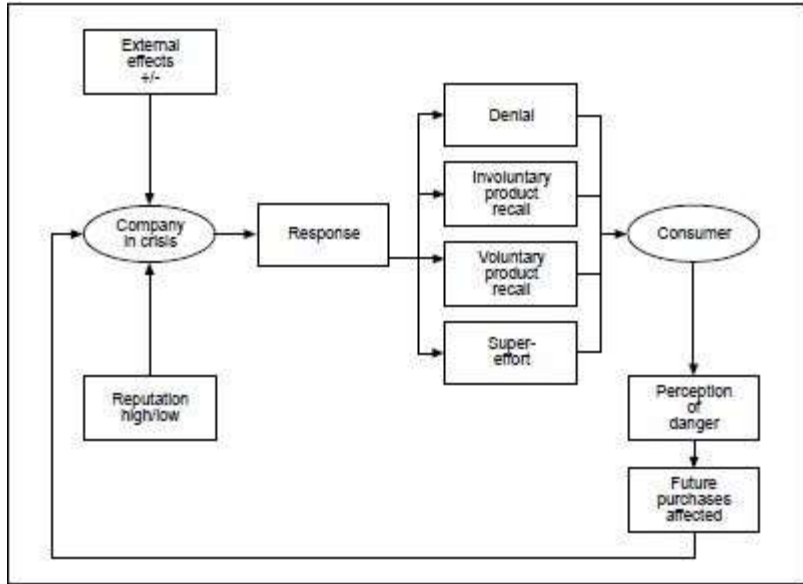 External
effects
+/-
Company
in crisis
Reputation
high/low
Response
Denial
Involuntary
product
recall
Voluntary
product
recall
Super-
effort
Consumer
Perception
of
danger
Future
purchases
affected